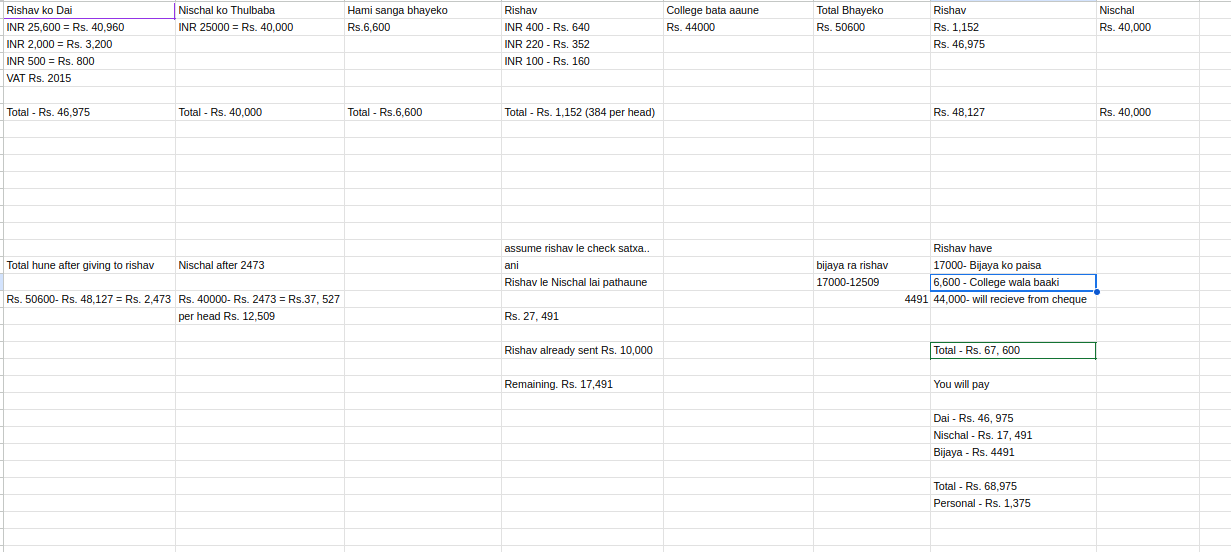 Rishav ko Dai Nischal ko Thulbaba Hami sanga bhayeko Rishav College bata aaune Total Bhayeko Rishav Nischal
INR 25,600 = Rs. 40,960 INR 25000 = Rs. 40,000 Rs.6,600 INR 400 - Rs. 640 Rs. 44000 Rs. 50600 Rs. 1,152 Rs. 40,000
INR 2,000 = Rs. 3,200 INR 220 - Rs. 352 Rs. 46,975
INR 500 = Rs. 800 INR 100 - Rs. 160
VAT Rs. 2015
Total - Rs. 46,975 Total - Rs. 40,000 Total - Rs.6,600 Total - Rs. 1,152 (384 per head) Rs. 48,127 Rs. 40,000
assume rishav le check satxa.. Rishav have
Total hune after giving to rishav Nischal after 2473 ani bijaya ra rishav 17000- Bijaya ko paisa
Rishav le Nischal lai pathaune 17000-12509 6,600 - College wala baaki
Rs. 50600- Rs. 48,127 = Rs. 2,473 Rs. 40000- Rs. 2473 = Rs.37, 527 4491 44,000- will recieve from cheque
per head Rs. 12,509 Rs. 27, 491
Rishav already sent Rs. 10,000 Total - Rs. 67, 600
Remaining. Rs. 17,491 You will pay
Dai - Rs. 46, 975
Nischal - Rs. 17, 491
Bijaya - Rs. 4491
Total - Rs. 68,975
Personal - Rs. 1,375